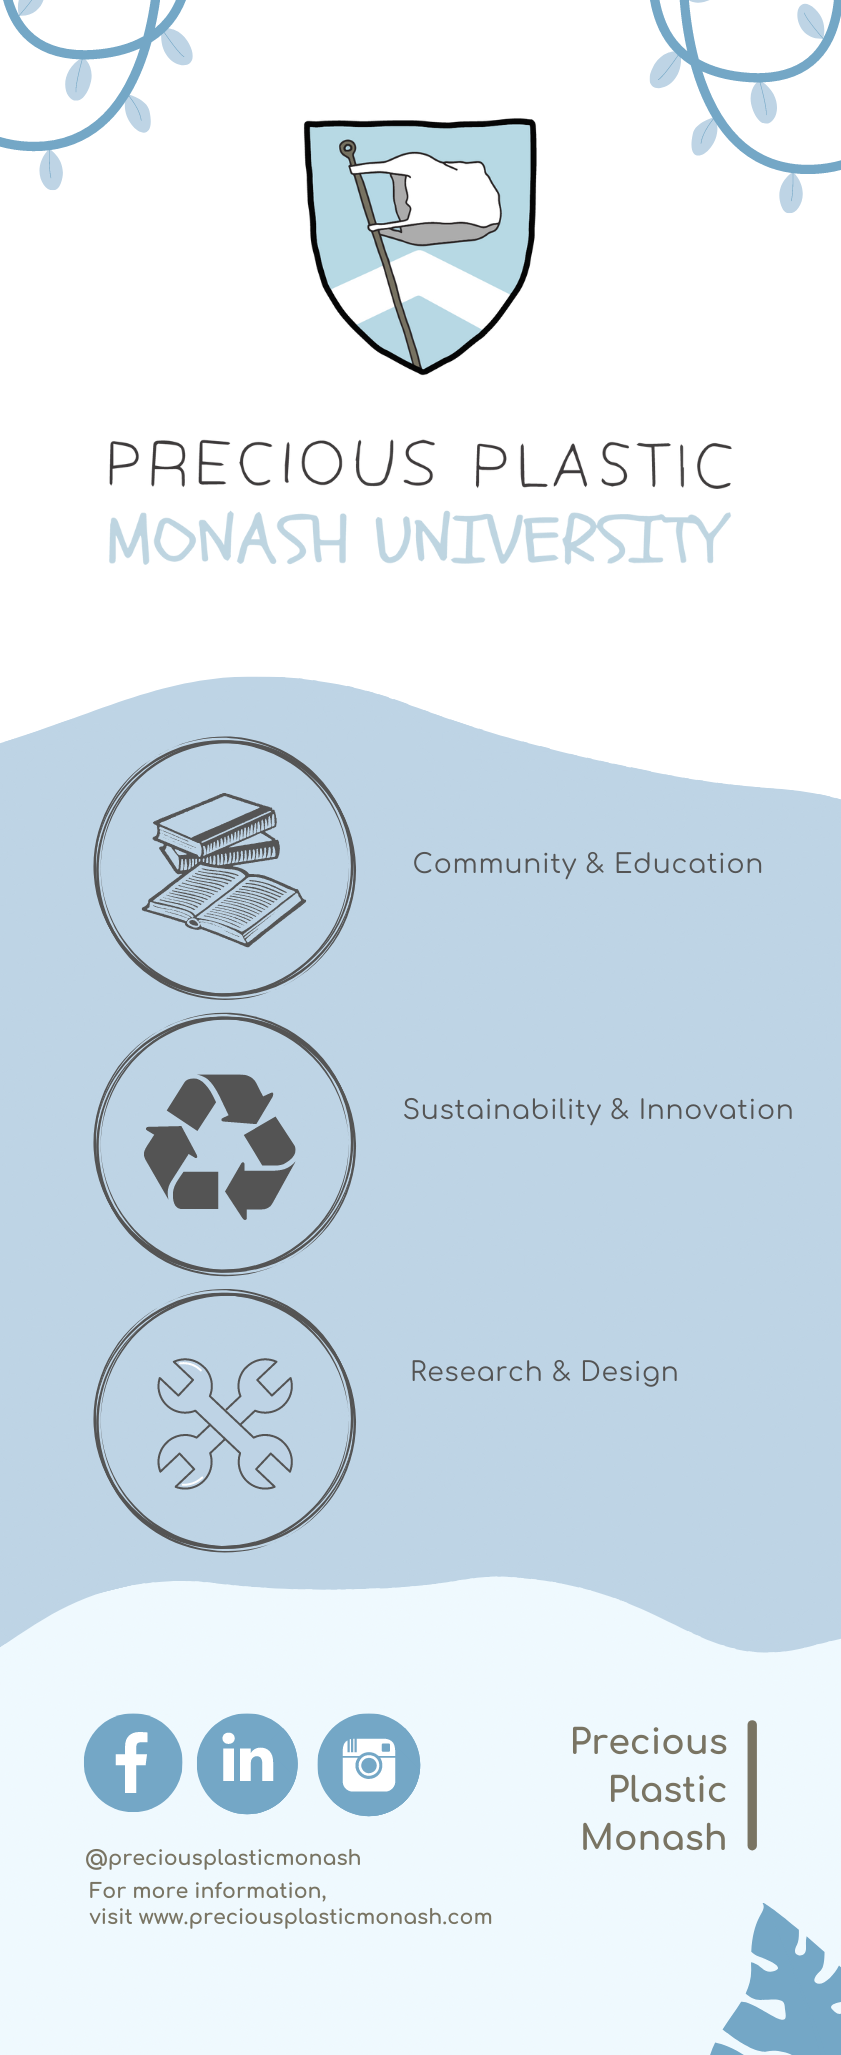 PRECIOUS PLASTIC
MONASH UNIVERSITY
Community & Education
Sustainability & Innovation
Research & Design
Precious
Plastic
Monash
@preciousplasticmonash
For more information,
visit www.preciousplasticmonash.com